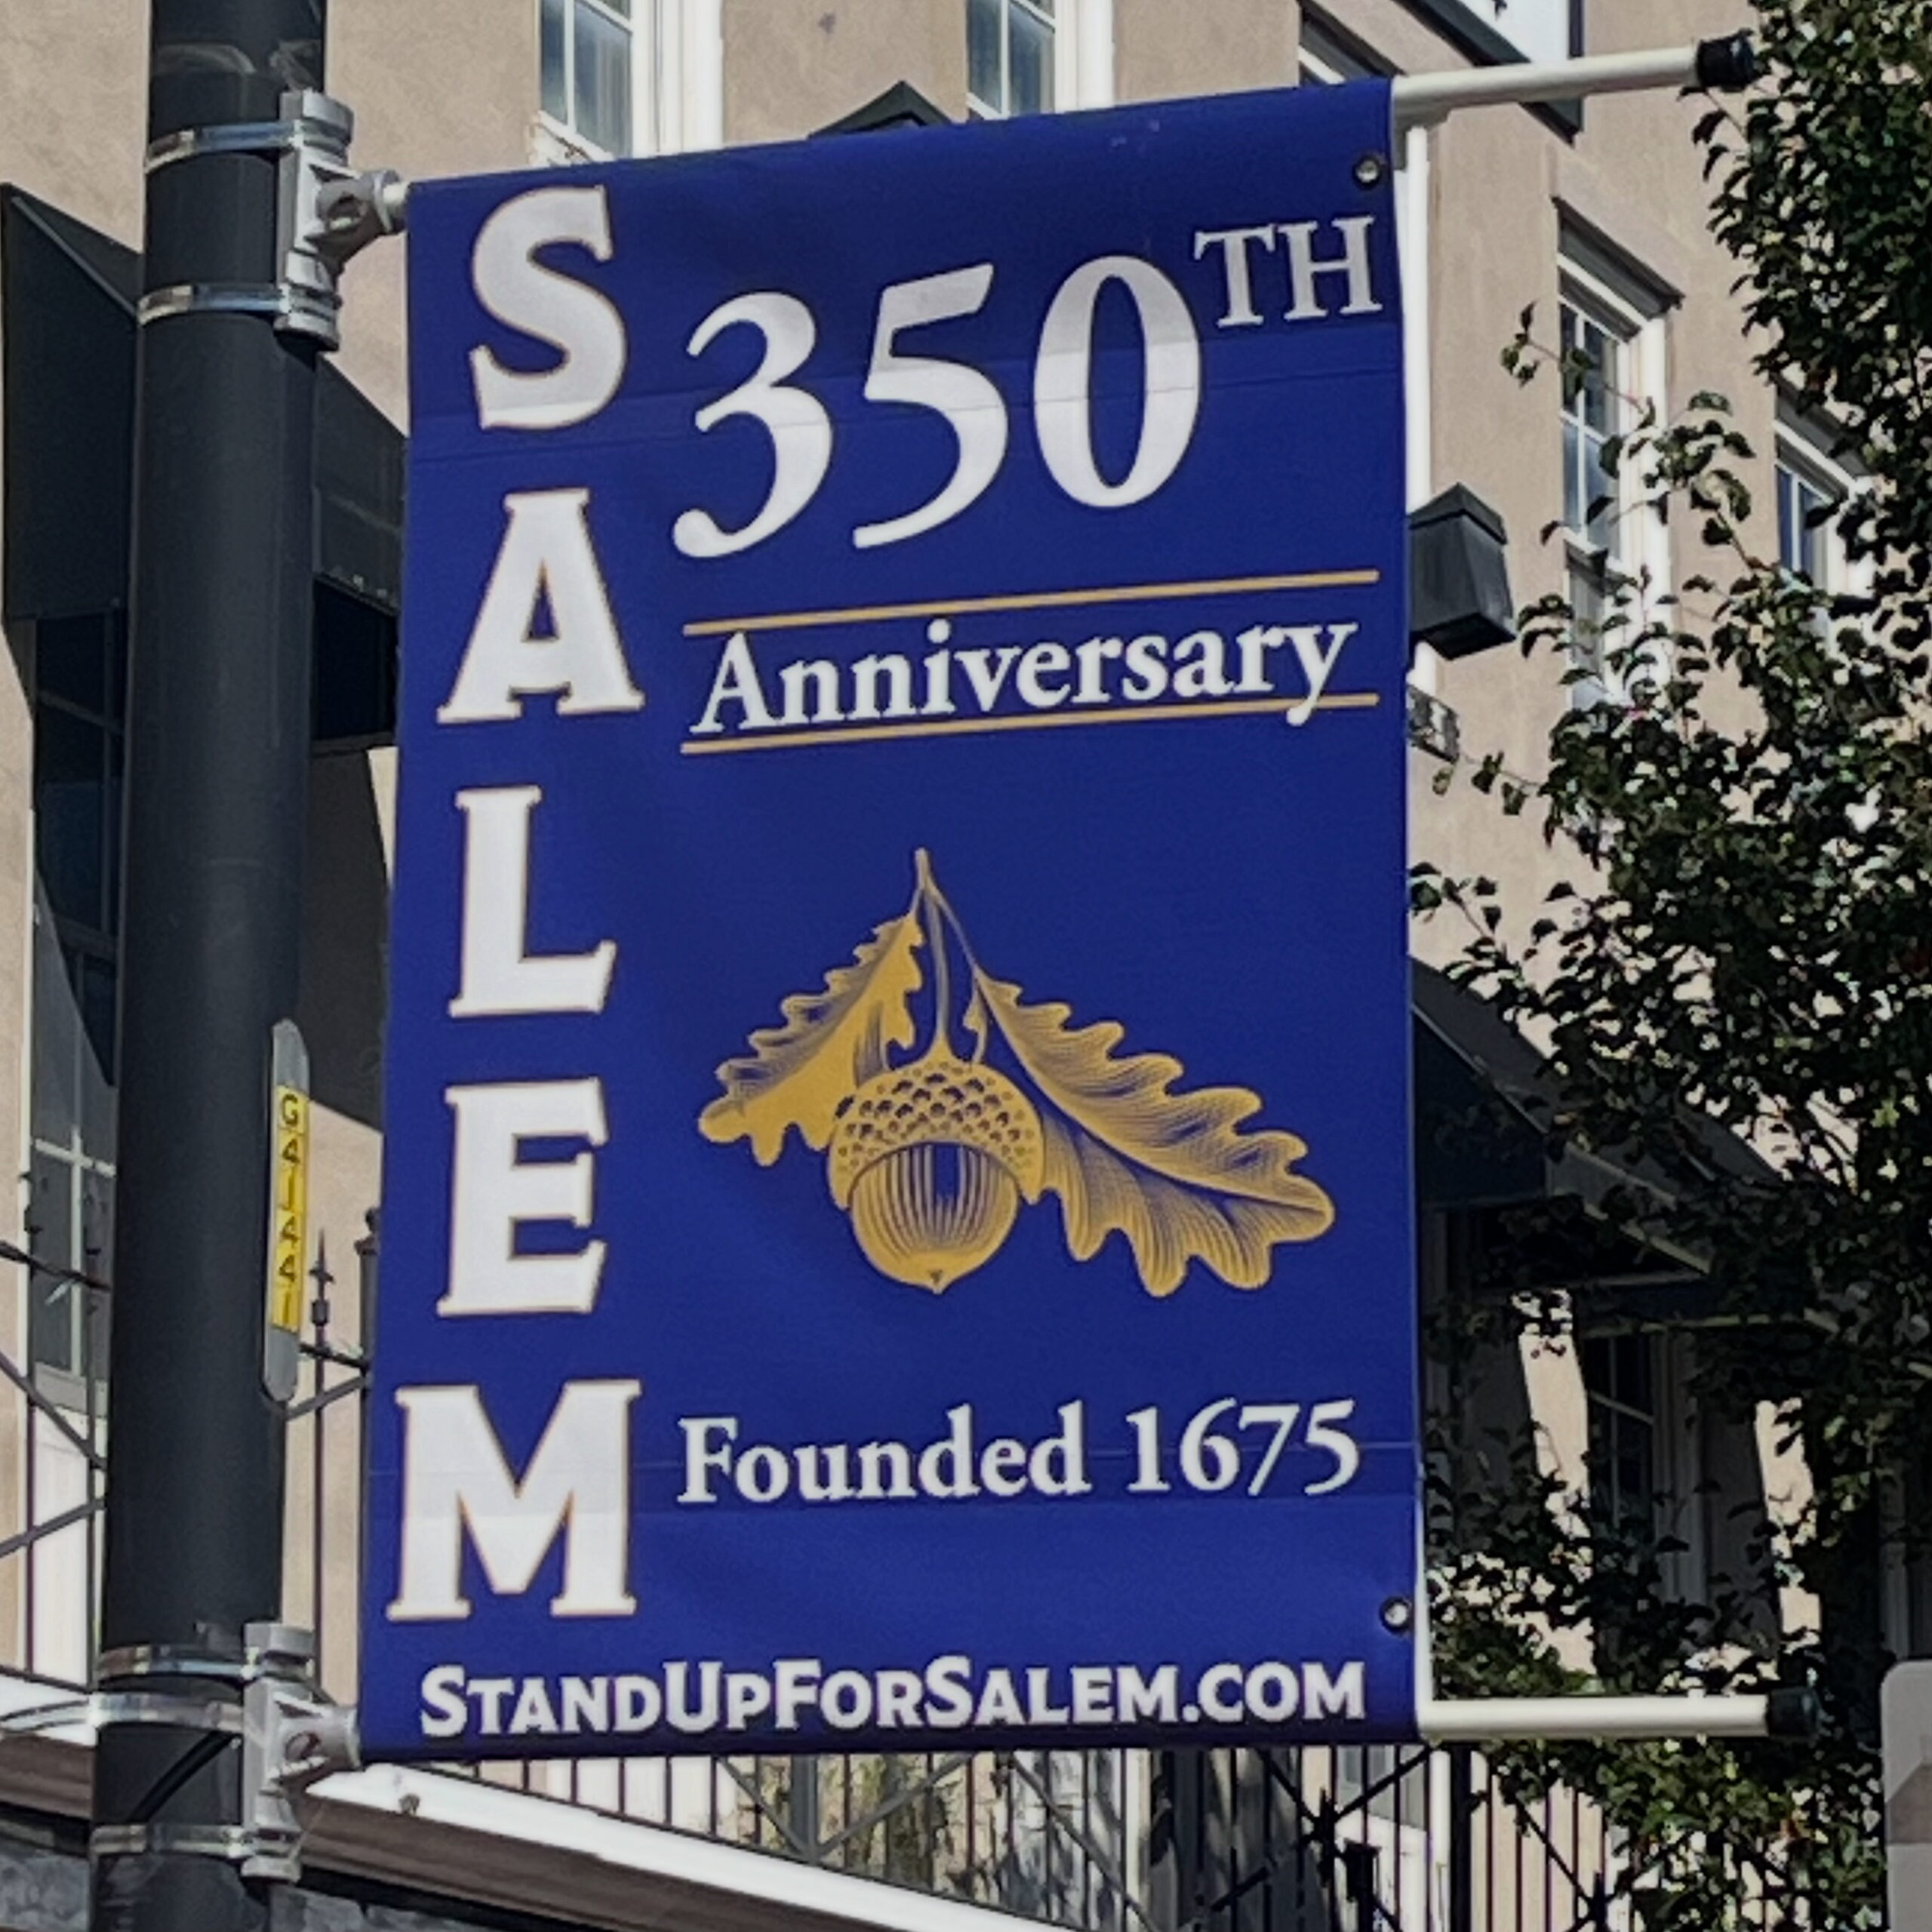 SALEM
350TH
Anniversary
Founded 1675
STANDUPFORSALEM.COM